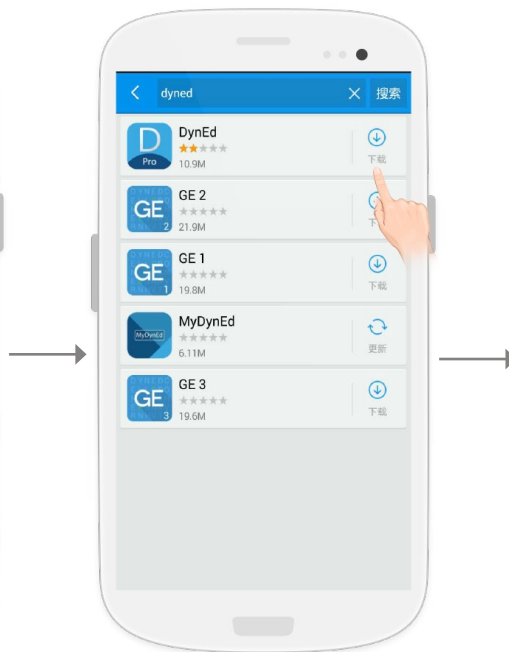 dyned 搜索
DynEd
D
Pro
10.9M
下载
GE 2
GE
2
21.9M
GE 1
GE
1
19.8M
下载
MyDynEd
MyDynEd
6.11M
更新
GE 3
GE
3
19.6M
下载